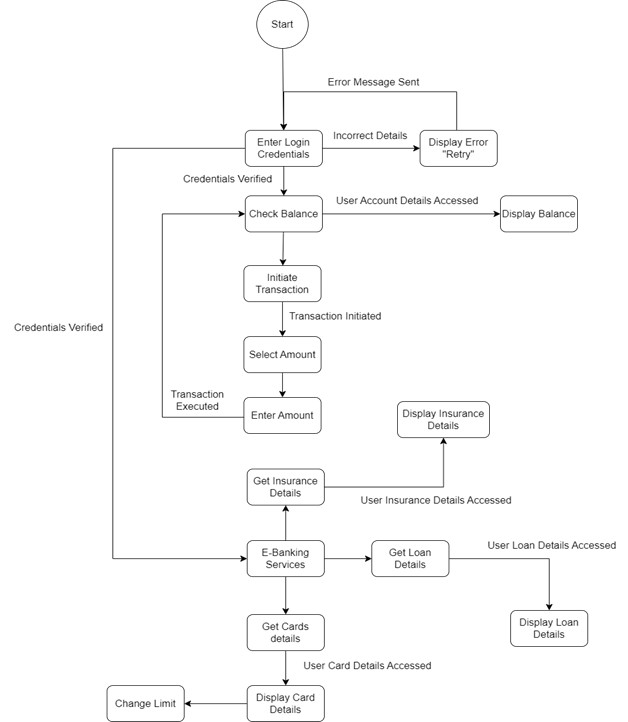 Start
Error Message Sent
Enter Login
Credentials
Incorrect Details
Display Error
"Retry"
Credentials Verified
Check Balance
User Account Details Accessed
Display Balance
Initiate
Transaction
Transaction Initiated
Credentials Verified
Select Amount
Transaction
Executed
Enter Amount
Display Insurance
Details
Get Insurance
Details
User Insurance Details Accessed
E-Banking
Services
Get Loan
Details
User Loan Details Accessed
Display Loan
Details
Get Cards
details
User Card Details Accessed
Change Limit
Display Card
Details